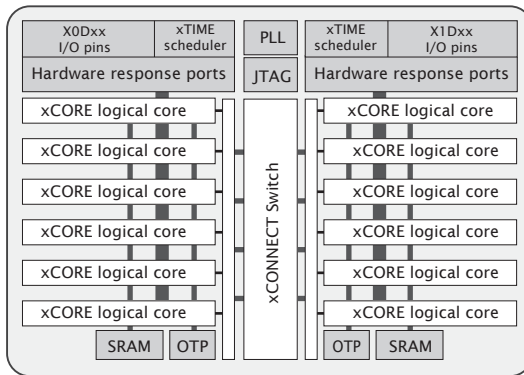 X0Dxx
I/O pins
xTIME
scheduler
PLL
xTIME
scheduler
X1Dxx
I/O pins
Hardware response ports
JTAG
Hardware response ports
xCORE logical core
xCORE logical core
xCORE logical core
xCORE logical core
xCORE logical core
xCORE logical core
xCONNECT Switch
xCORE logical core
xCORE logical core
xCORE logical core
xCORE logical core
xCORE logical core
xCORE logical core
SRAM
OTP
OTP
SRAM